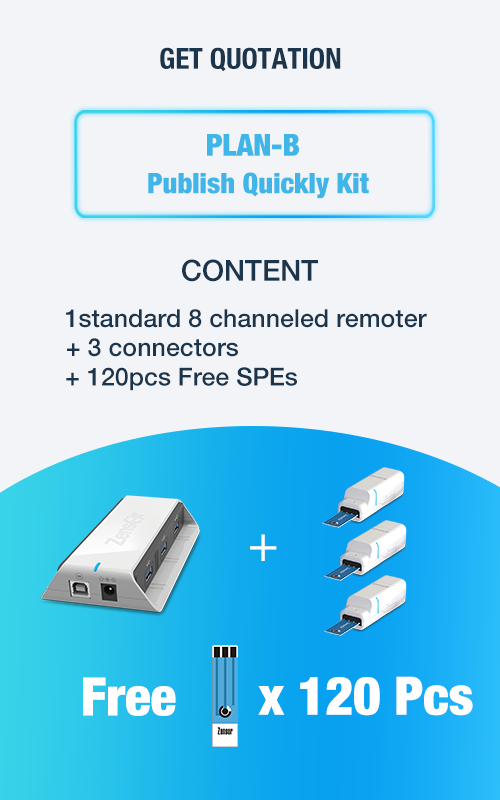 GET QUOTATION
PLAN-B
Publish Quickly Kit
CONTENT
1standard 8 channeled remoter
+ 3 connectors
+ 120pcs Free SPEs
ZensEr
+
Free x 120 Pcs
Zensor